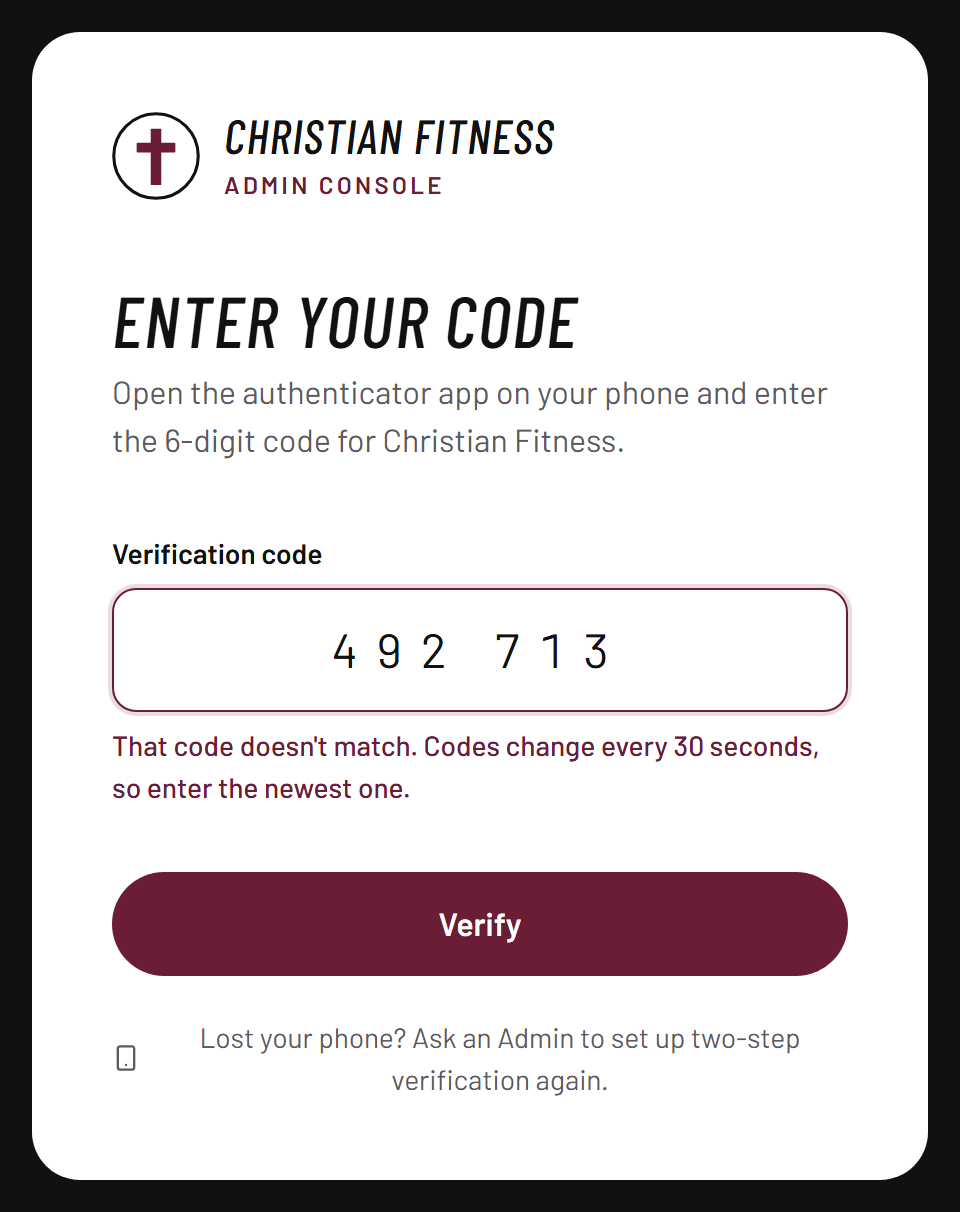 CHRISTIAN FITNESS
ADMIN CONSOLE
ENTER YOUR CODE
Open the authenticator app on your phone and enter
the 6-digit code for Christian Fitness.
Verification code
492 713
That code doesn't match. Codes change every 30 seconds,
so enter the newest one.
Verify
Lost your phone? Ask an Admin to set up two-step
verification again.